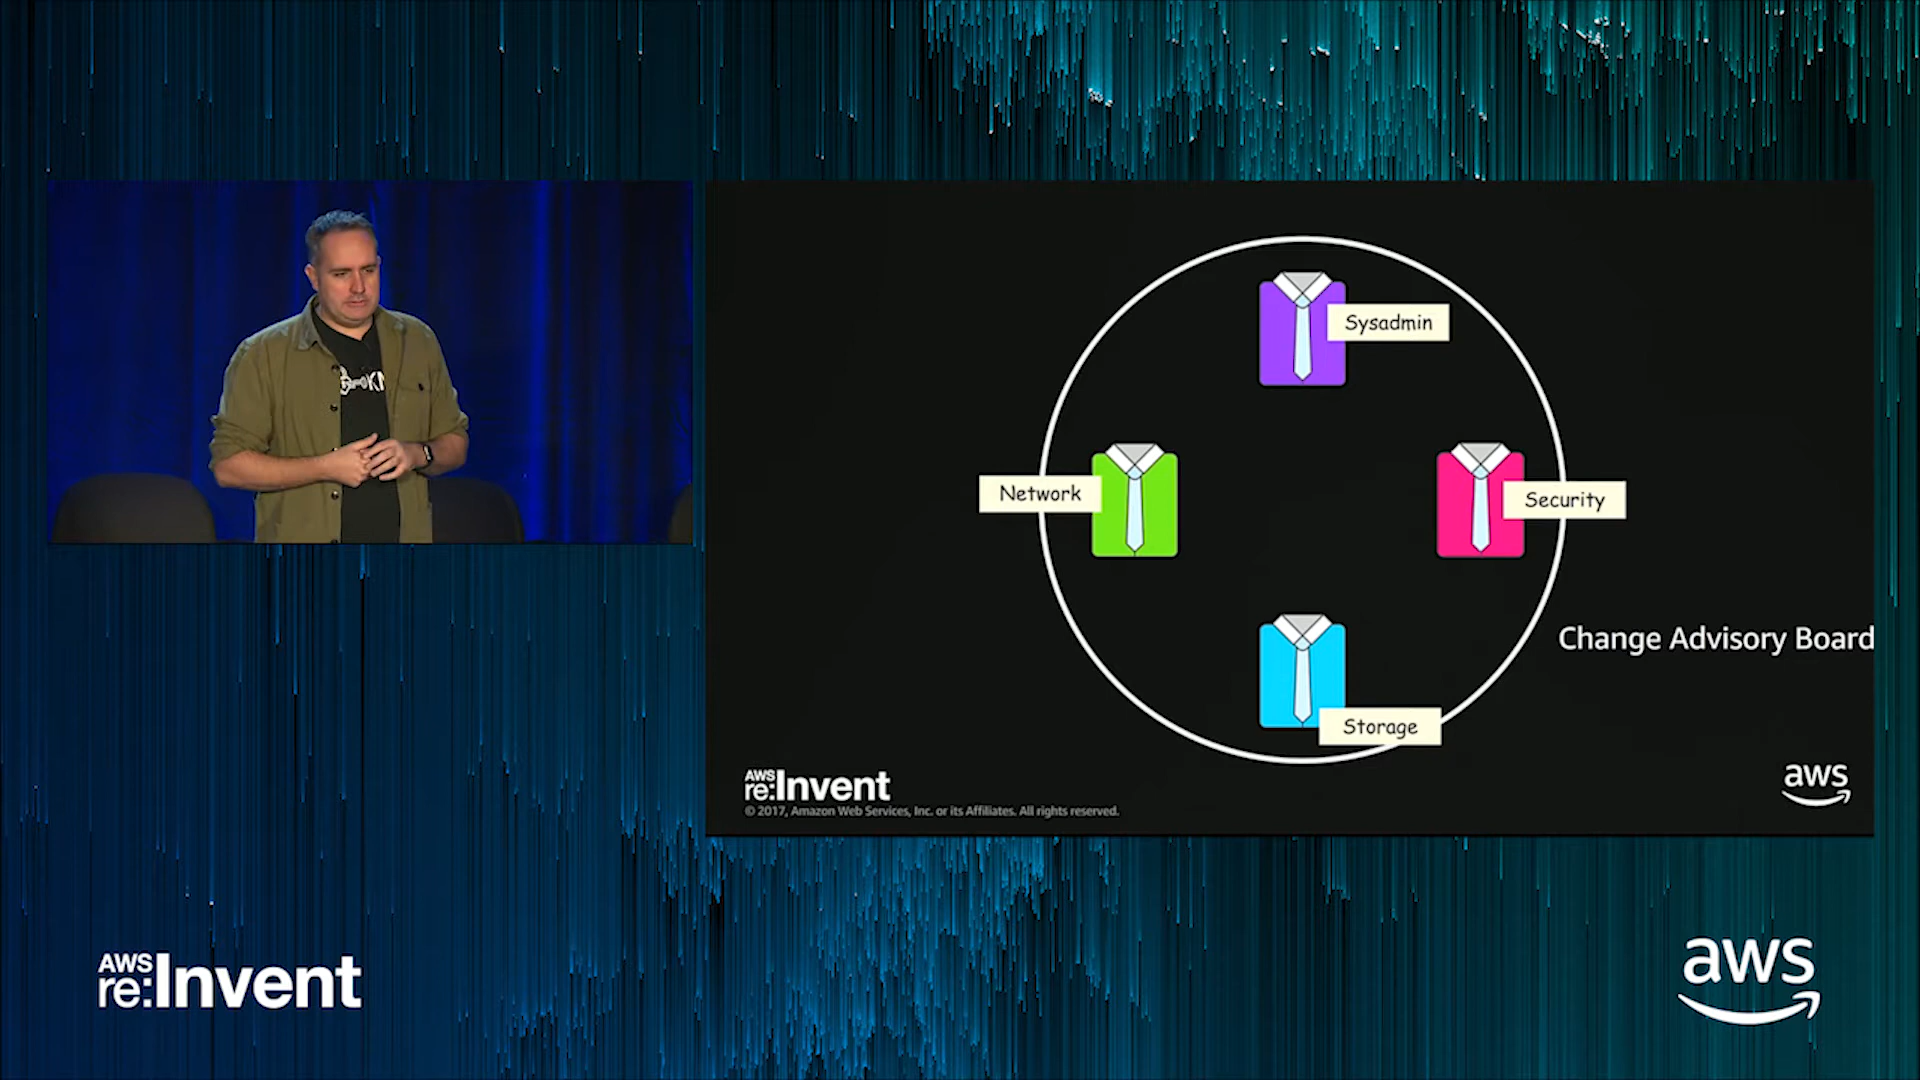 Sysadmin
Network
Security
Change Advisory Board
Storage
AWS
re:Invent
© 2017, Amazon Web Services, Inc. or its Affiliates. All rights reserved.
aws
AWS
re:Invent
aws